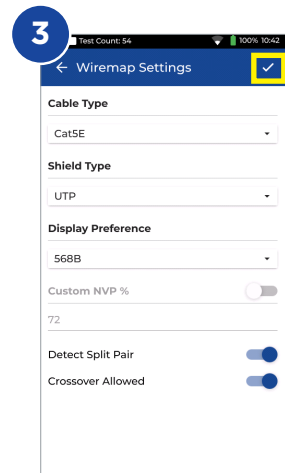 3
Test Count: 54 100% 10:42
Wiremap Settings
Cable Type
Cat5E
Shield Type
UTP
Display Preference
568B
Custom NVP %
72
Detect Split Pair
Crossover Allowed